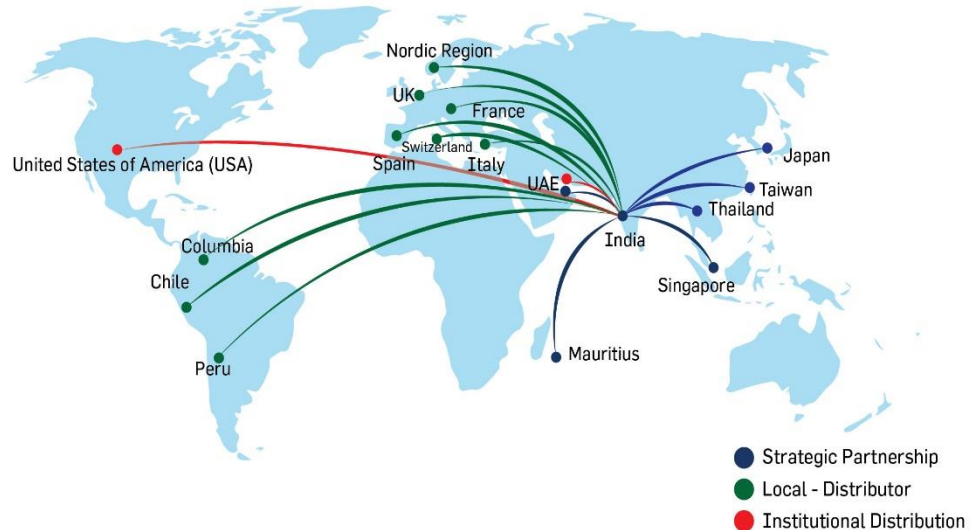 Nordic Region
UK
France
Spain
Switzerland
Italy
United States of America (USA)
UAE
Japan
Taiwan
Thailand
India
Singapore
Columbia
Chile
Mauritius
Peru
Strategic Partnership
Local - Distributor
Institutional Distribution